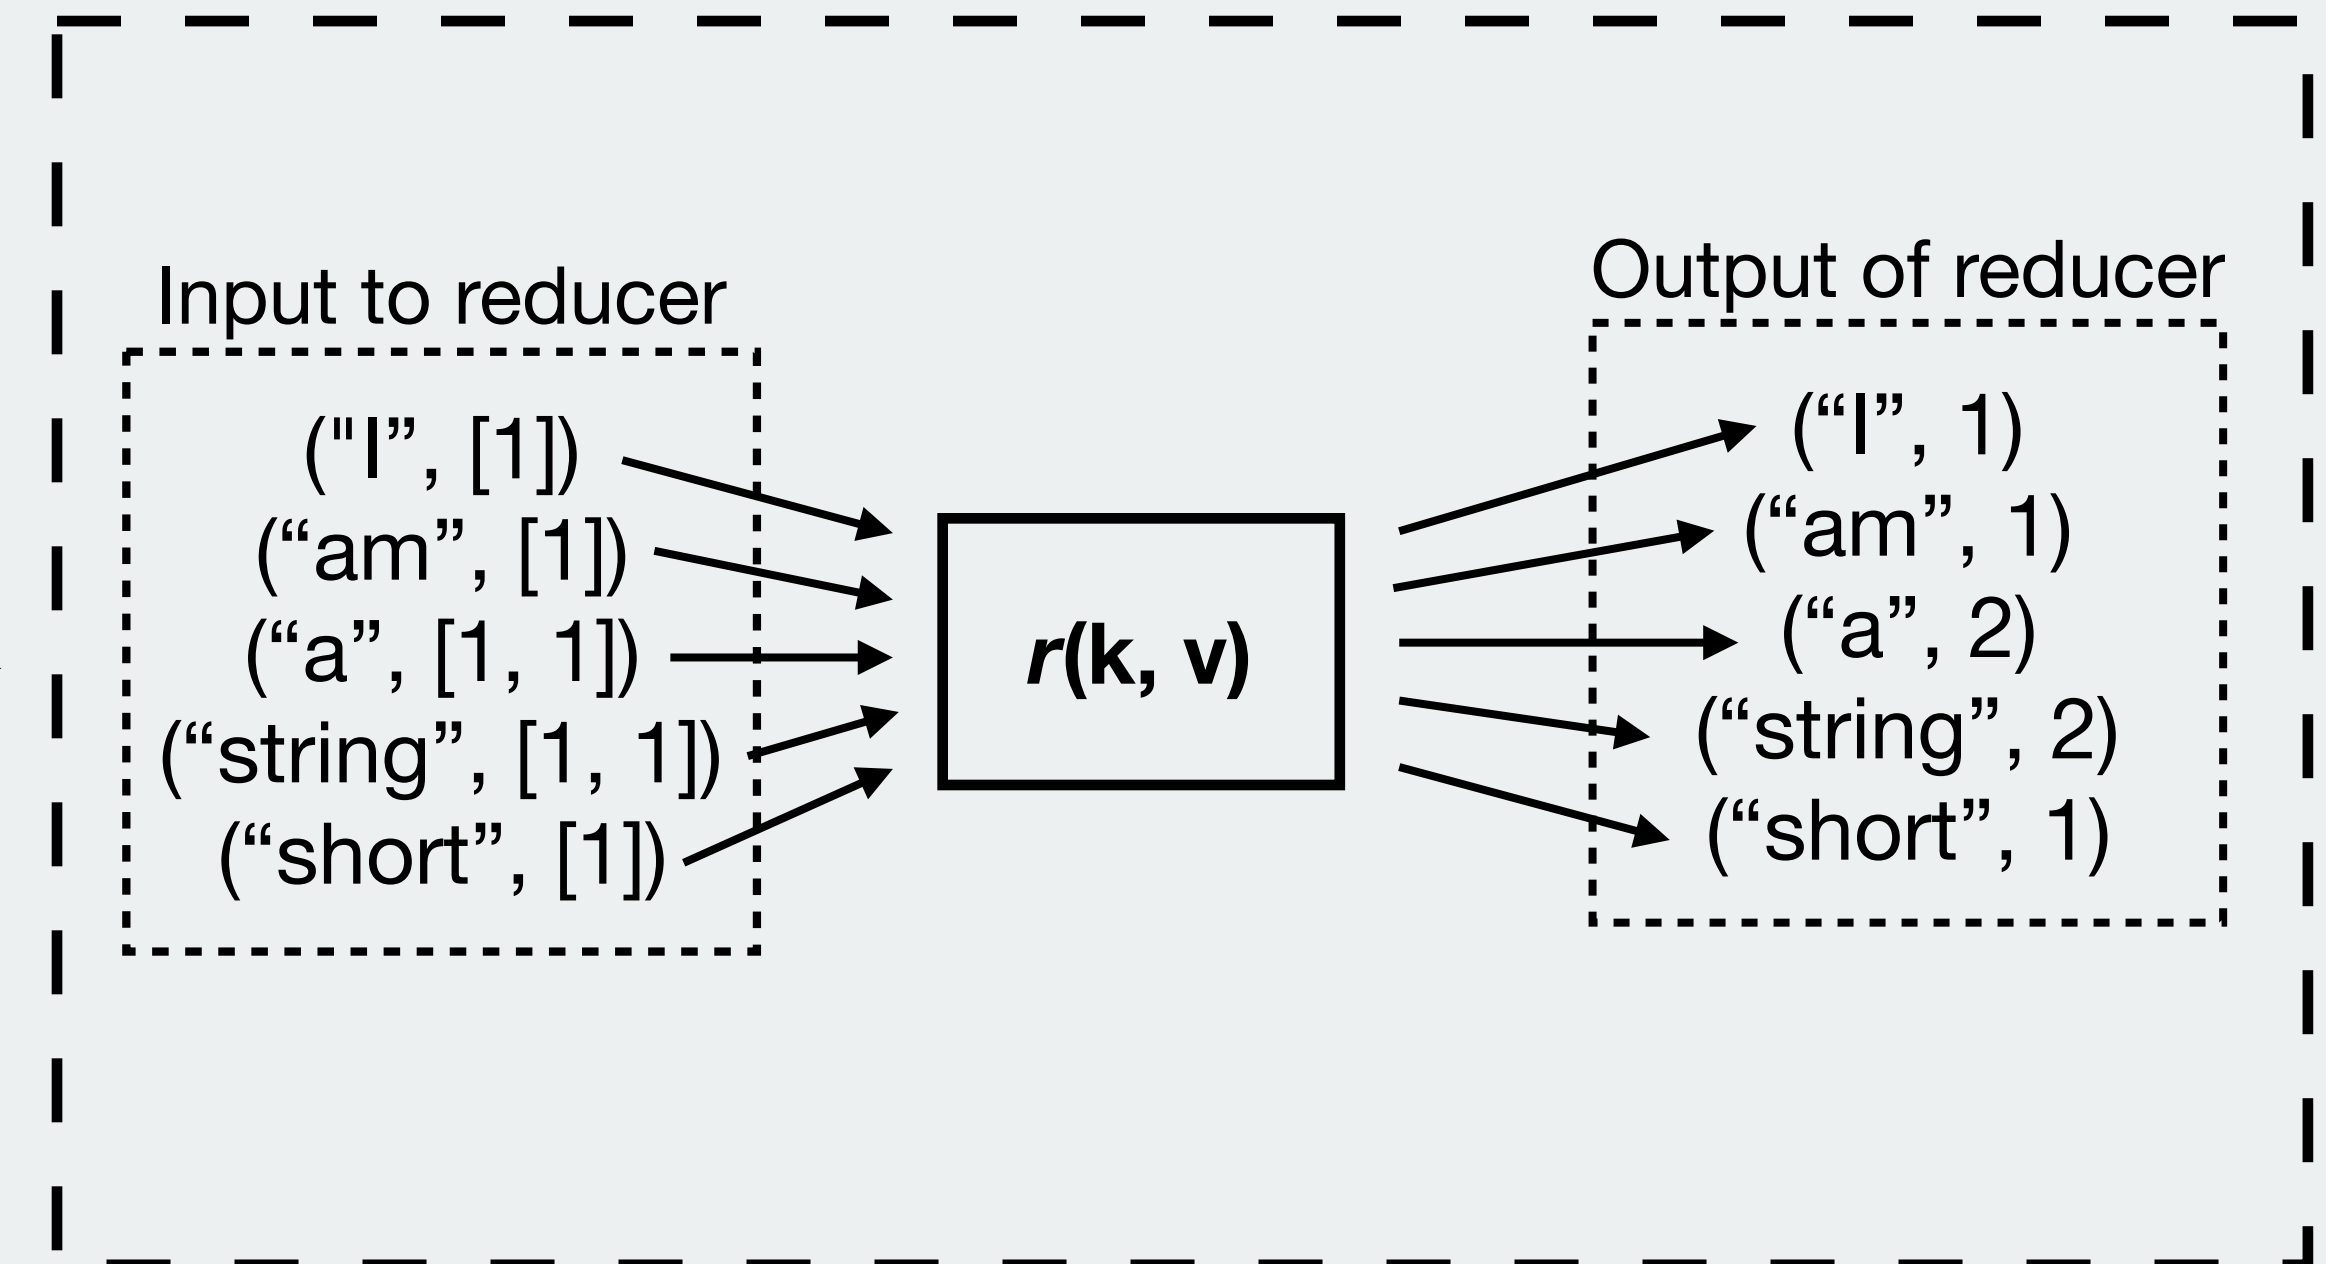 Input to reducer
("I”, [1])
(“am”, [1])
(“a”, [1, 1])
(“string”, [1, 1])
(“short”, [1])
r(k, v)
Output of reducer
(“I”, 1)
(“am”, 1)
(“a”, 2)
(“string”, 2)
(“short”, 1)